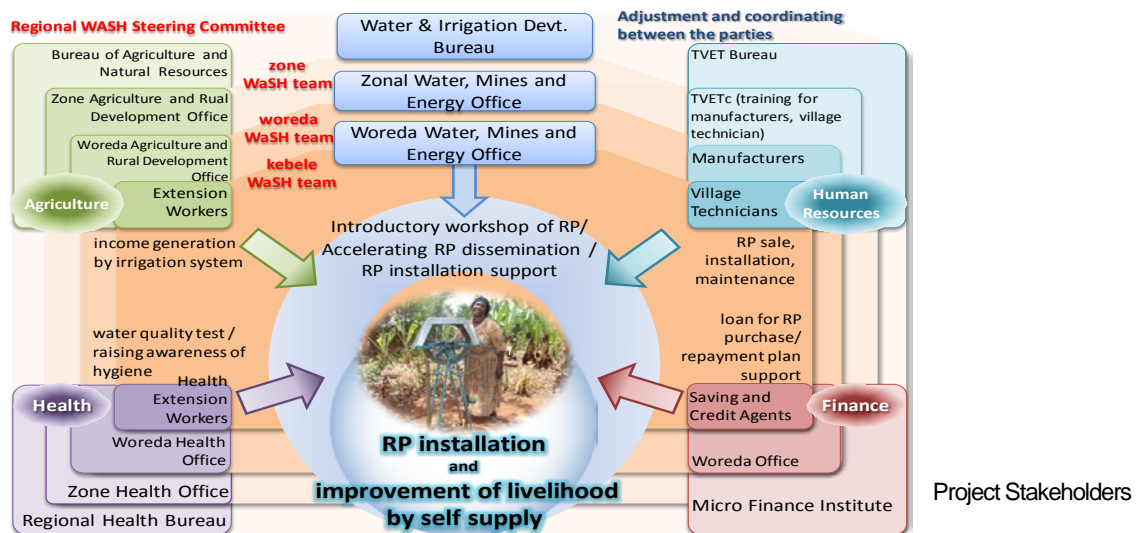 Regional WASH Steering Committee
Water & Irrigation Devt.
Bureau
Adjustment and coordinating
between the parties
Bureau of Agriculture and
Natural Resources
zone
WaSH team
Zonal Water, Mines and
Energy Office
TVET Bureau
Zone Agriculture and Rual
Development Office
TVETc (training for
manufacturers, village
technician)
woreda
WaSH team
Woreda Water, Mines and
Energy Office
Woreda Agriculture and
Rural Development
Office
kebele
WaSH team
Manufacturers
Agriculture
Extension
Workers
Village
Technicians
Human
Resources
Introductory workshop of RP/
Accelerating RP dissemination /
RP installation support
income generation
by irrigation system
RP sale,
installation,
maintenance
water quality test /
raising awareness of
hygiene
loan for RP
purchase/
repayment plan
support
Health
Health
Extension
Workers
Saving and
Credit Agents
Finance
Woreda Health
Office
Woreda Office
Zone Health Office
Regional Health Bureau
Micro Finance Institute
RP installation
and
improvement of livelihood
by self supply
Project Stakeholders